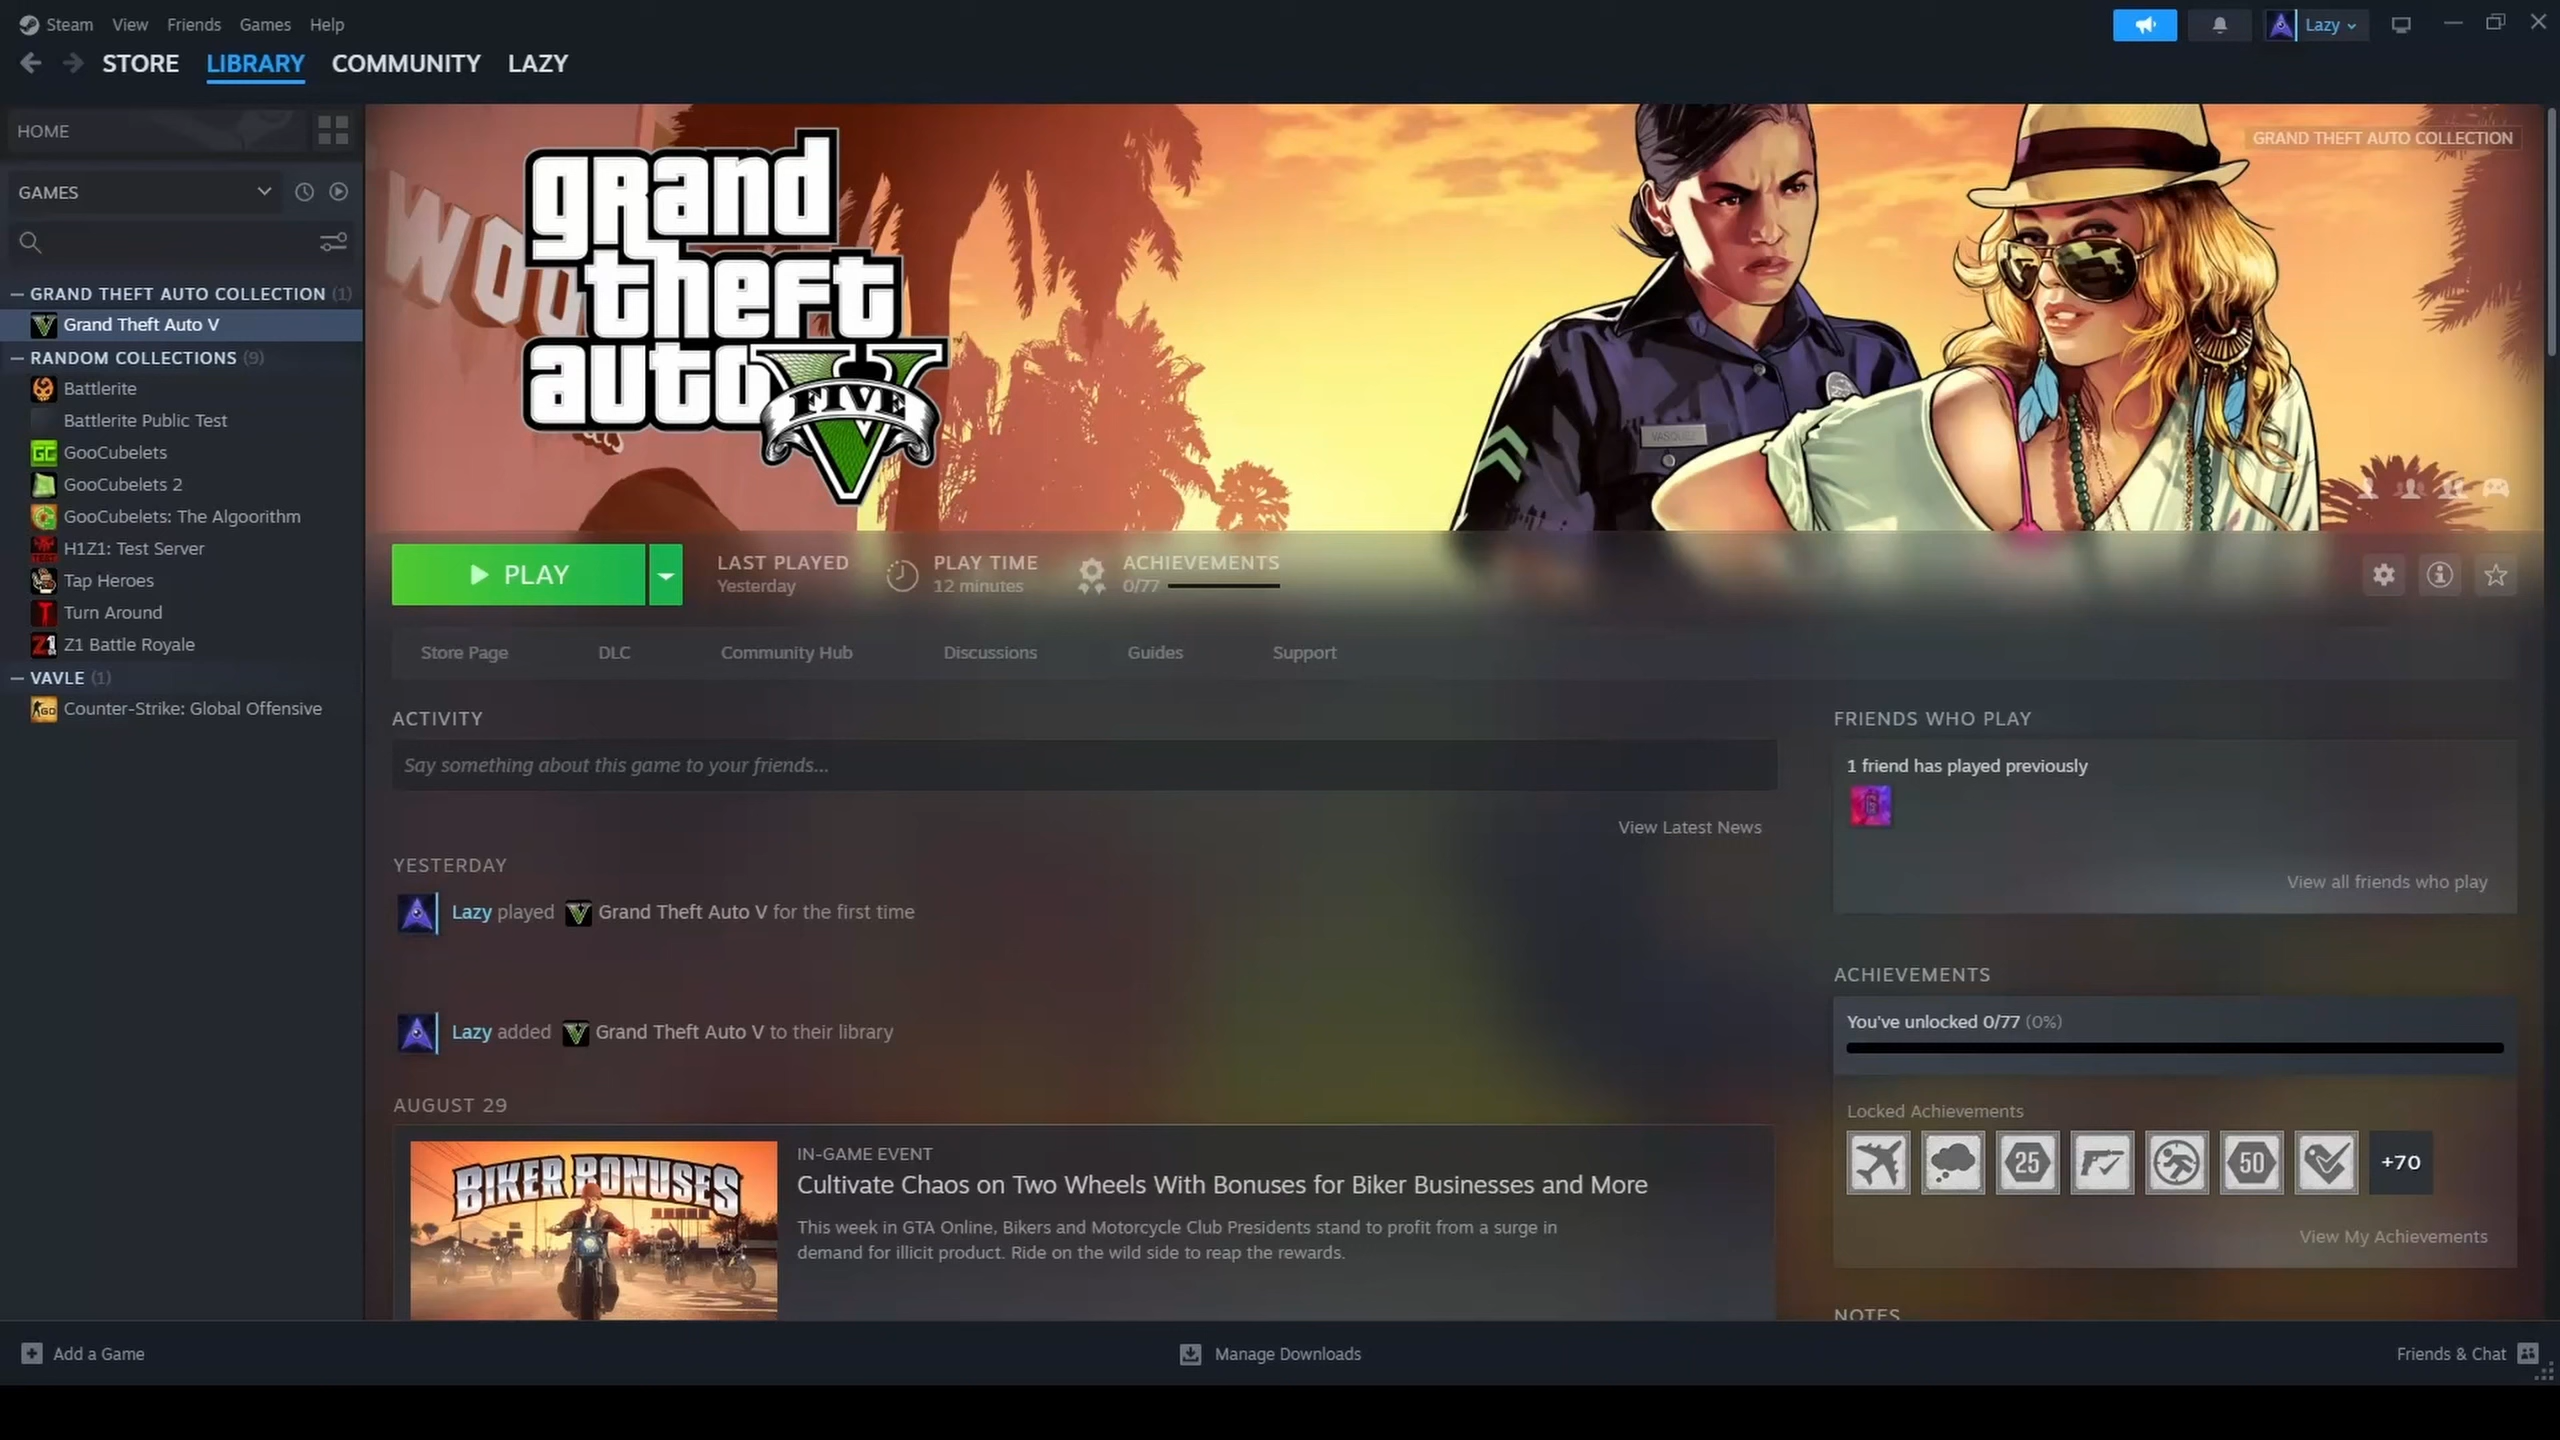 Steam View Friends Games Help
Lazy
STORE LIBRARY COMMUNITY LAZY
HOME
GAMES
GRAND THEFT AUTO COLLECTION (1)
Grand Theft Auto V
RANDOM COLLECTIONS (9)
Battlerite
Battlerite Public Test
GooCubelets
GooCubelets 2
GooCubelets: The Algoorithm
H1Z1: Test Server
Tap Heroes
Turn Around
Z1 Battle Royale
VAVLE (1)
Counter-Strike: Global Offensive
GRAND THEFT AUTO COLLECTION
grand
theft
auto V
FIVE
PLAY
LAST PLAYED
Yesterday
PLAY TIME
12 minutes
ACHIEVEMENTS
0/77
Store Page DLC Community Hub Discussions Guides Support
ACTIVITY
Say something about this game to your friends...
View Latest News
YESTERDAY
Lazy played Grand Theft Auto V for the first time
Lazy added Grand Theft Auto V to their library
AUGUST 29
BIKER BONUSES
IN-GAME EVENT
Cultivate Chaos on Two Wheels With Bonuses for Biker Businesses and More
This week in GTA Online, Bikers and Motorcycle Club Presidents stand to profit from a surge in
demand for illicit product. Ride on the wild side to reap the rewards.
FRIENDS WHO PLAY
1 friend has played previously
View all friends who play
ACHIEVEMENTS
You've unlocked 0/77 (0%)
Locked Achievements
25
50
+70
View My Achievements
NOTES
Add a Game
Manage Downloads
Friends & Chat